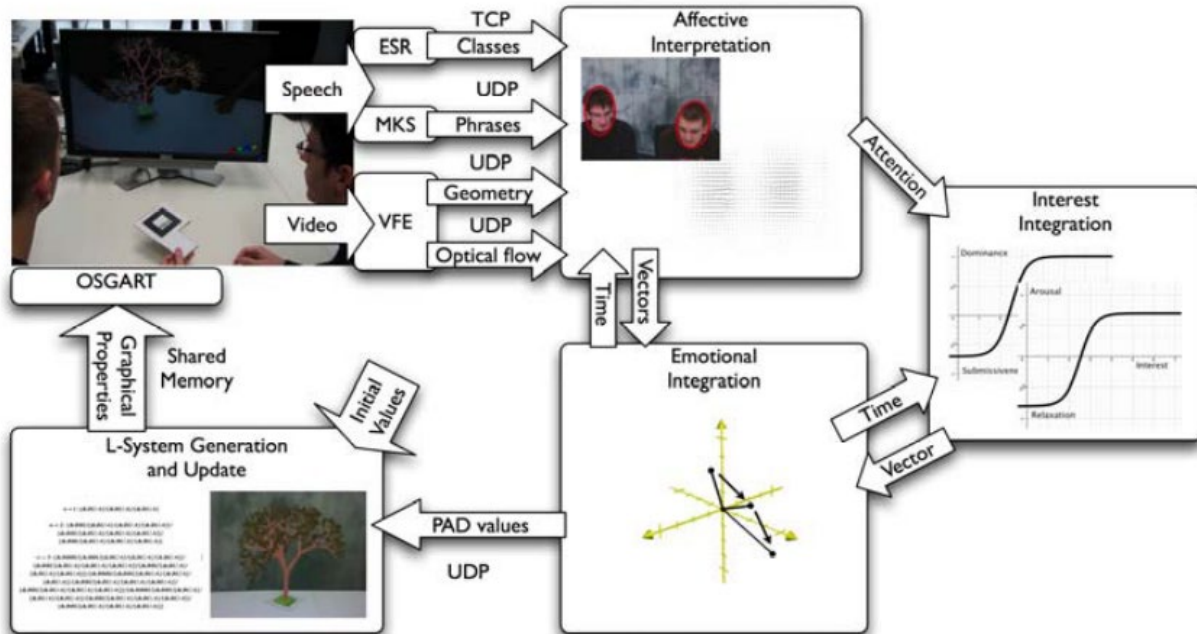 TCP
ESR
Classes
Speech
UDP
MKS
Phrases
UDP
Geometry
VFE
UDP
Video
Optical flow
OSGART
Affective
Interpretation
Attention
Interest
Integration
Dominance
Arousal
Submissivene
Interest
Relaxation
Time
Vectors
Graphical
Properties
Shared
Memory
Initial
Values
Emotional
Integration
Time
Vector
L-System Generation
and Update
PAD values
UDP